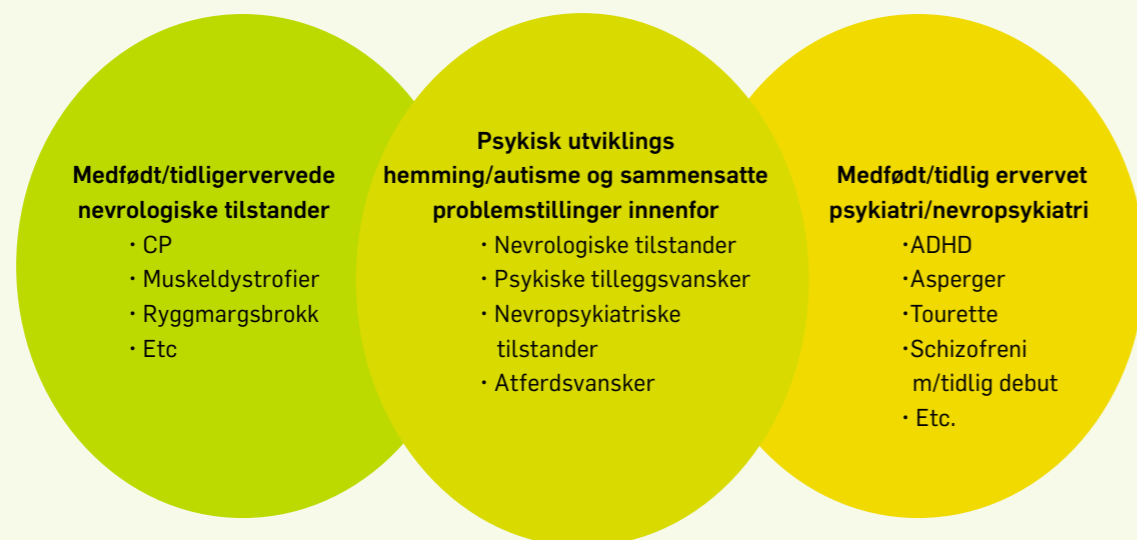 Medfødt/tidligervervede
nevrologiske tilstander
· CP
· Muskeldystrofier
· Ryggmargsbrokk
· Etc
Psykisk utviklings
hemming/autisme og sammensatte
problemstillinger innenfor
· Nevrologiske tilstander
· Psykiske tilleggsvansker
· Nevropsykiatriske
tilstander
· Atferdsvansker
Medfødt/tidlig ervervet
psykiatri/nevropsykiatri
·ADHD
·Asperger
·Tourette
·Schizofreni
m/tidlig debut
· Etc.